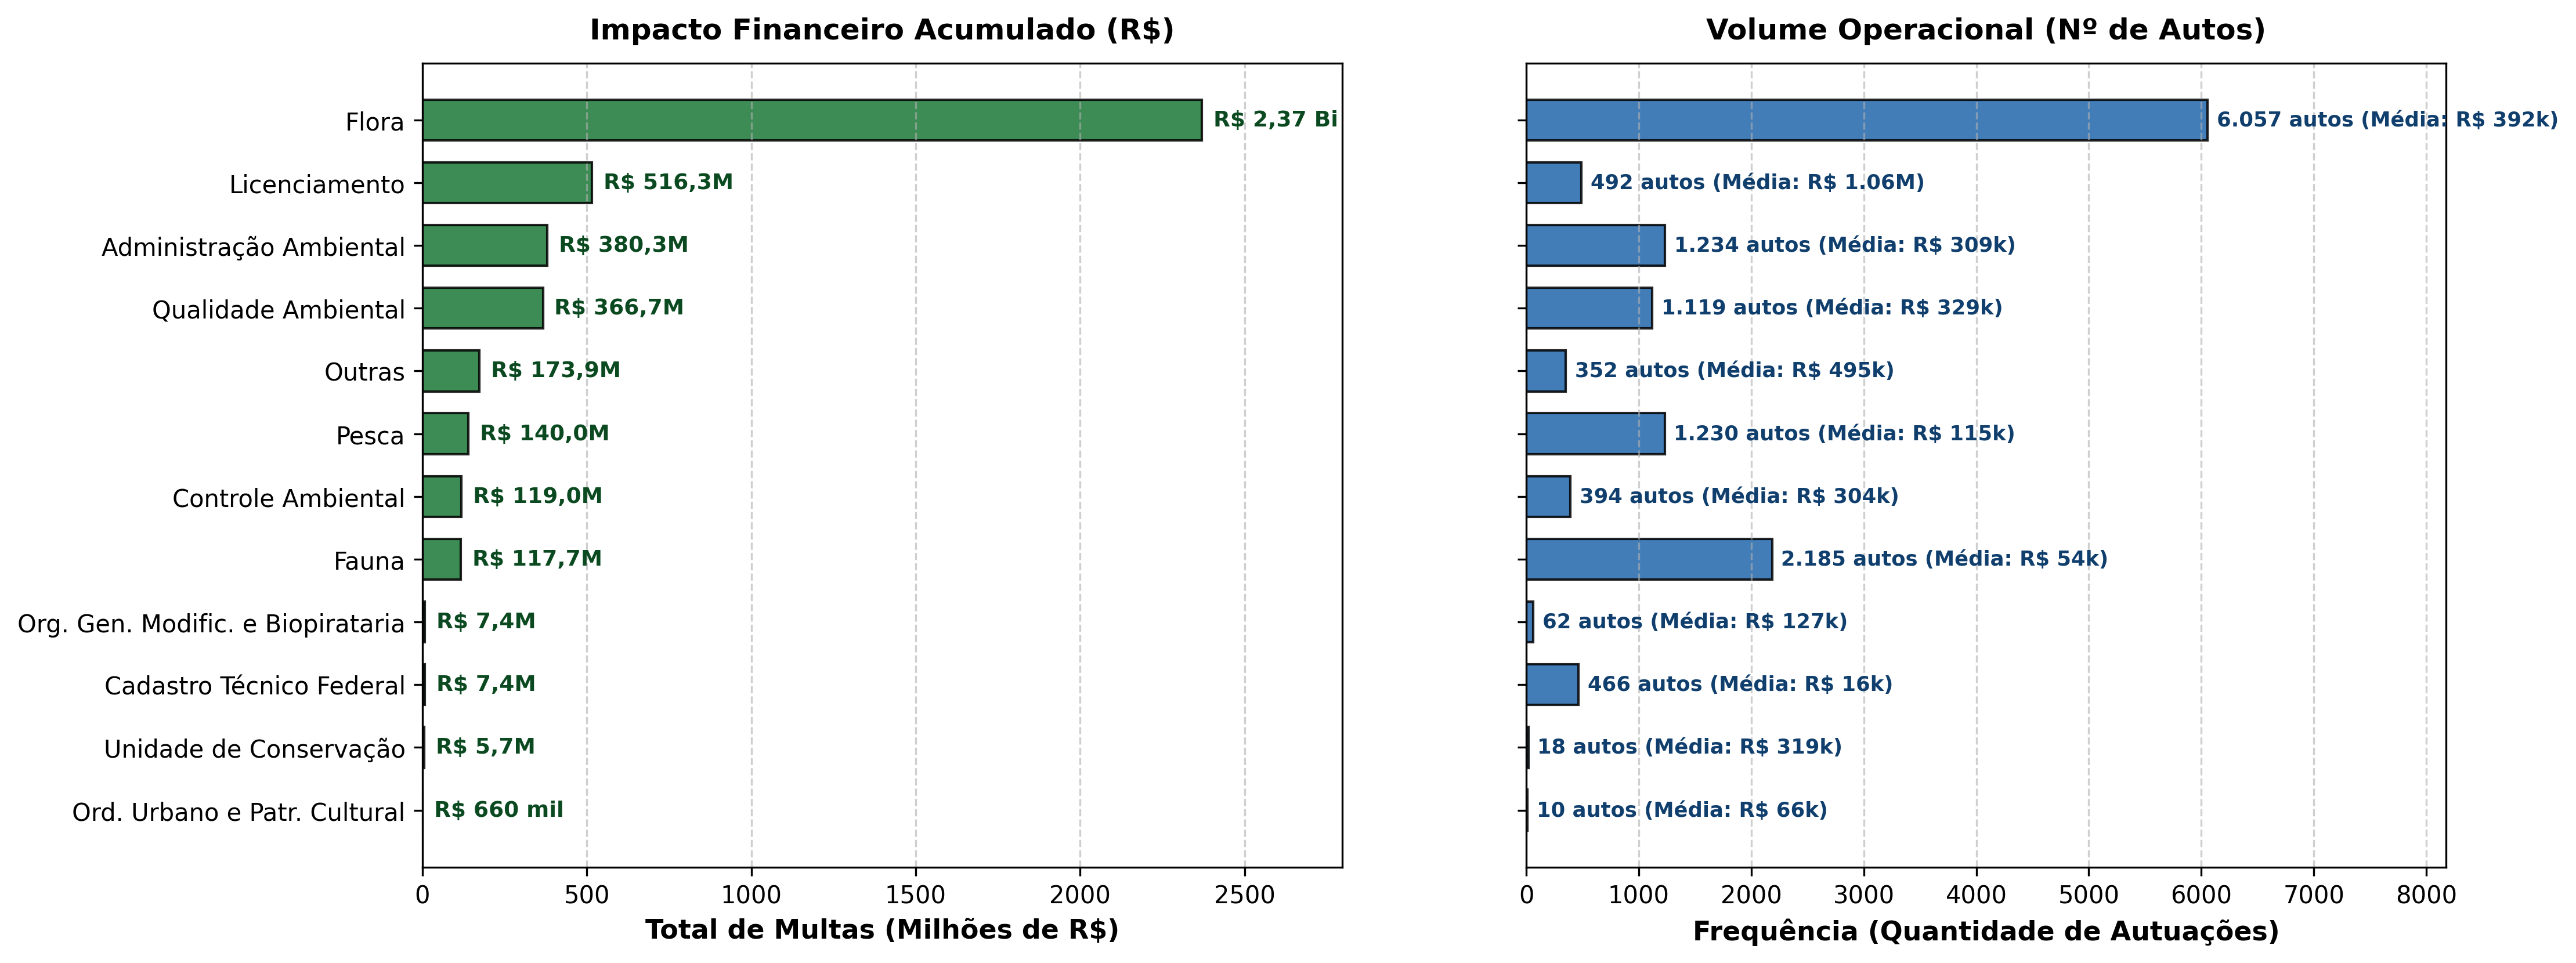 Impacto Financeiro Acumulado (R$)
Flora
R$ 2,37 Bi
Licenciamento
R$ 516,3M
Administração Ambiental
R$ 380,3M
Qualidade Ambiental
R$ 366,7M
Outras
R$ 173,9M
Pesca
R$ 140,0M
Controle Ambiental
R$ 119,0M
Fauna
R$ 117,7M
Org. Gen. Modific. e Biopirataria
R$ 7,4M
Cadastro Técnico Federal
R$ 7,4M
Unidade de Conservação
R$ 5,7M
Ord. Urbano e Patr. Cultural
R$ 660 mil
0 500 1000 1500 2000 2500
Total de Multas (Milhões de R$)
Volume Operacional (Nº de Autos)
6.057 autos (Média: R$ 392k)
492 autos (Média: R$ 1.06M)
1.234 autos (Média: R$ 309k)
1.119 autos (Média: R$ 329k)
352 autos (Média: R$ 495k)
1.230 autos (Média: R$ 115k)
394 autos (Média: R$ 304k)
2.185 autos (Média: R$ 54k)
62 autos (Média: R$ 127k)
466 autos (Média: R$ 16k)
18 autos (Média: R$ 319k)
10 autos (Média: R$ 66k)
0 1000 2000 3000 4000 5000 6000 7000 8000
Frequência (Quantidade de Autuações)